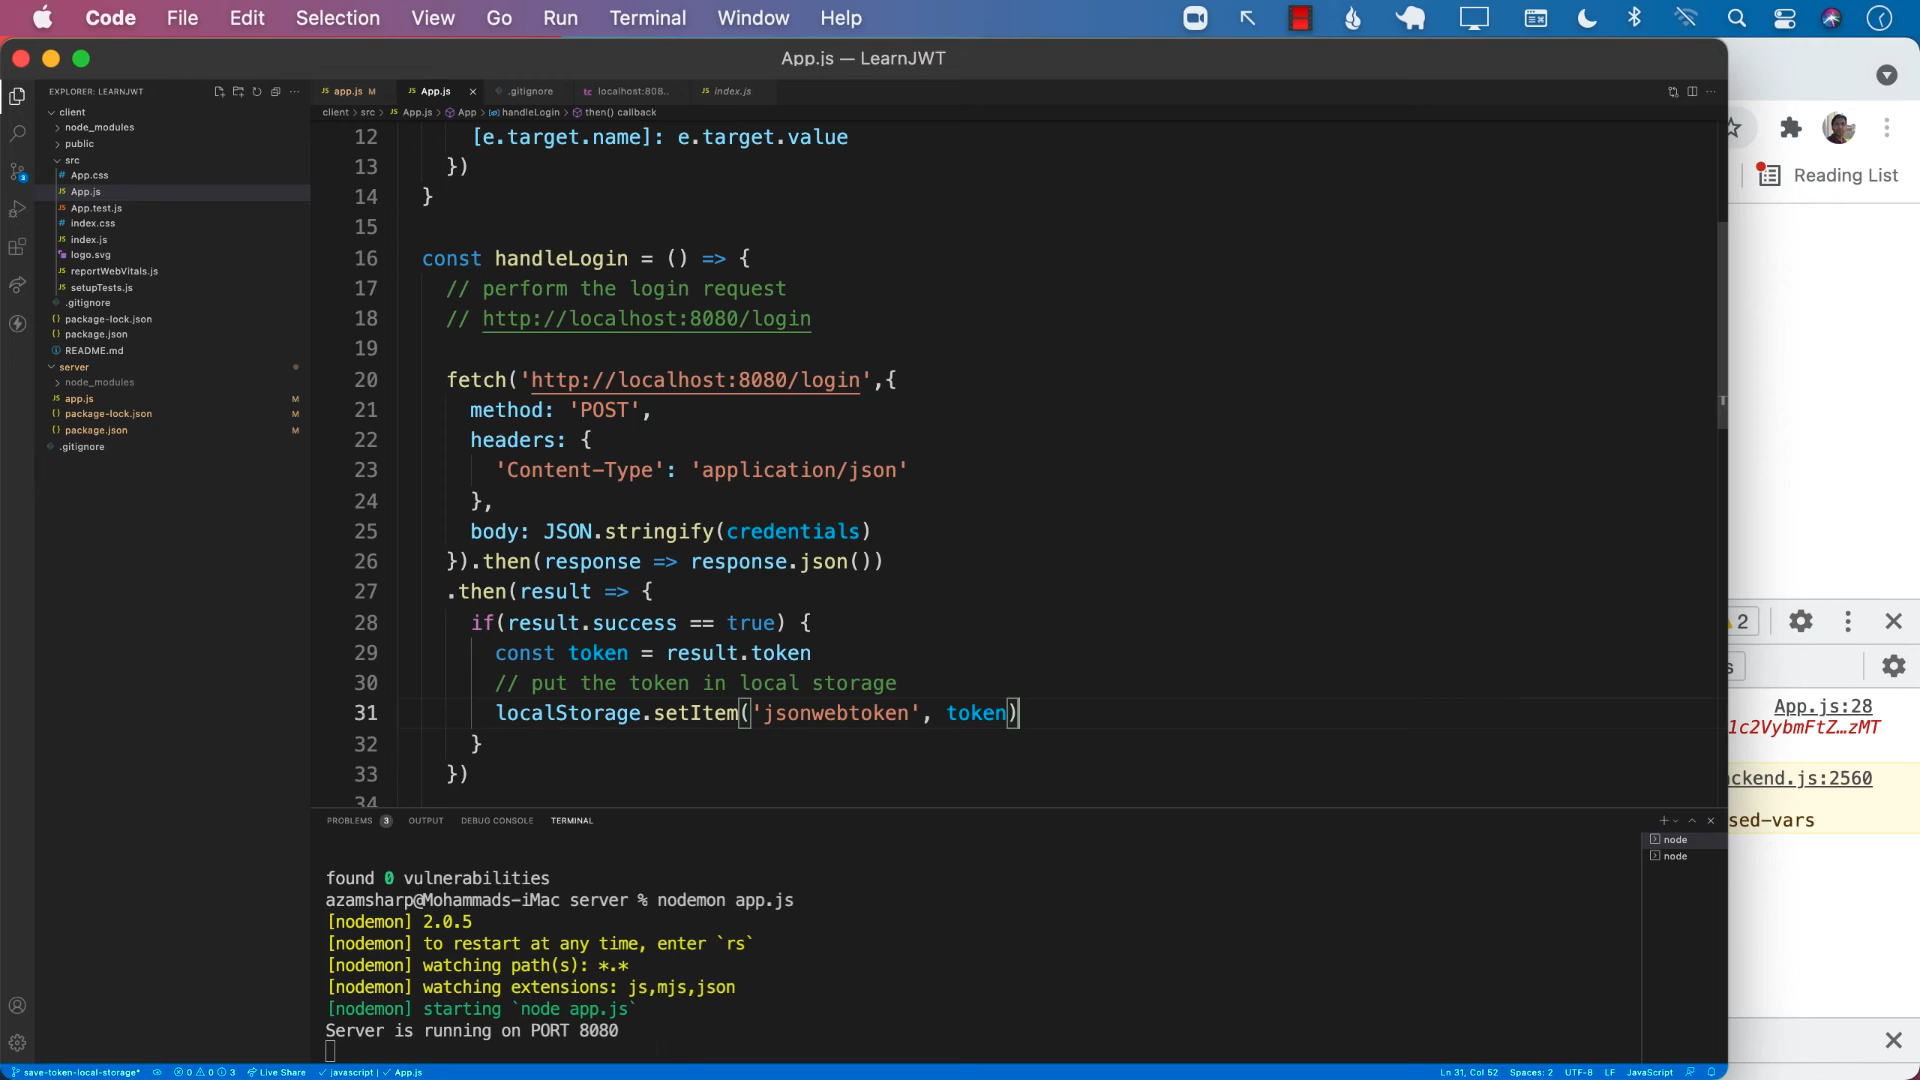 Code File Edit Selection View Go Run Terminal Window Help
App.js — LearnJWT
EXPLORER: LEARNJWT
client
node_modules
public
src
App.css
App.js
App.test.js
index.css
index.js
logo.svg
reportWebVitals.js
setupTests.js
.gitignore
package-lock.json
package.json
README.md
server
node_modules
app.js M
package-lock.json M
package.json M
.gitignore
app.js M App.js .gitignore localhost:808.. index.js
client > src > App.js > App > handleLogin > then() callback
12 [e.target.name]: e.target.value
13 })
14 }
15
16 const handleLogin = () => {
17 // perform the login request
18 // http://localhost:8080/login
19
20 fetch('http://localhost:8080/login',{
21 method: 'POST',
22 headers: {
23 'Content-Type': 'application/json'
24 },
25 body: JSON.stringify(credentials)
26 }).then(response => response.json())
27 .then(result => {
28 if(result.success == true) {
29 const token = result.token
30 // put the token in local storage
31 localStorage.setItem('jsonwebtoken', token)
32 }
33 })
34
PROBLEMS 3 OUTPUT DEBUG CONSOLE TERMINAL
found 0 vulnerabilities
azamsharp@Mohammads-iMac server % nodemon app.js
[nodemon] 2.0.5
[nodemon] to restart at any time, enter `rs`
[nodemon] watching path(s): *.*
[nodemon] watching extensions: js,mjs,json
[nodemon] starting `node app.js`
Server is running on PORT 8080
node
node
save-token-local-storage* 0 0 3 Live Share javascript | App.js
Ln 31, Col 52 Spaces: 2 UTF-8 LF JavaScript
Reading List
2
s
App.js:28
1c2VybmFtZ…zMT
ckend.js:2560
sed-vars